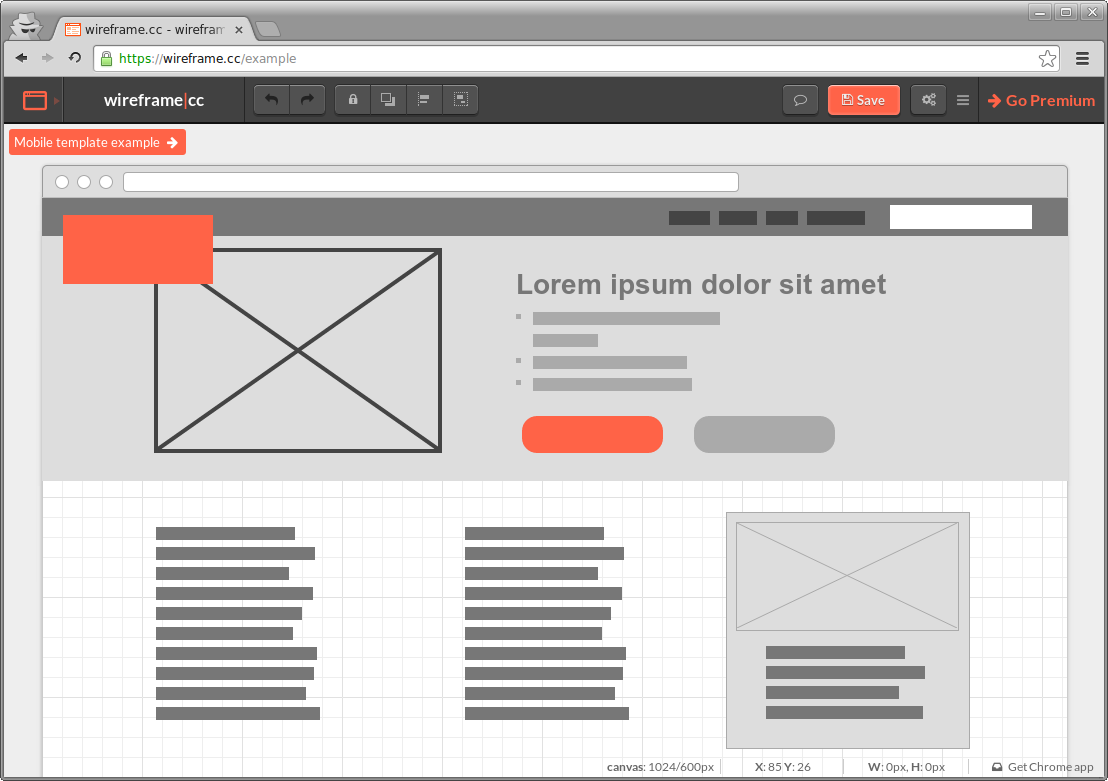 wireframe.cc - wirefram
https://wireframe.cc/example
wireframe|cc
Save
Go Premium
Mobile template example
Lorem ipsum dolor sit amet
canvas: 1024/600px
X: 85 Y: 26
W: 0px, H: 0px
Get Chrome app